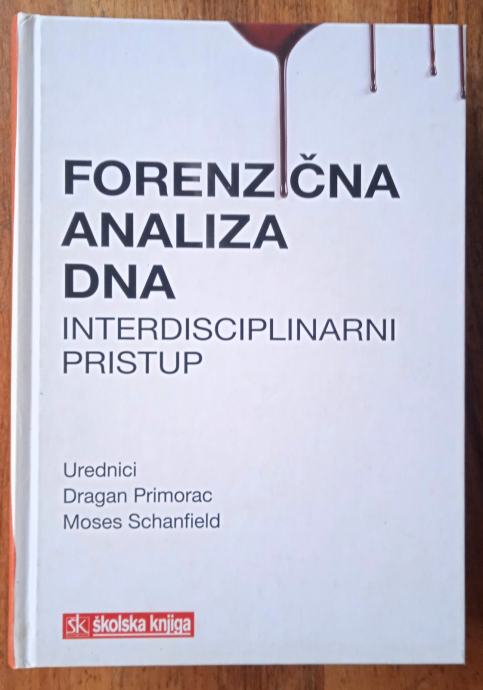 FORENZIČNA
ANALIZA
DNA
INTERDISCIPLINARNI
PRISTUP
Urednici
Dragan Primorac
Moses Schanfield
sk školska knjiga